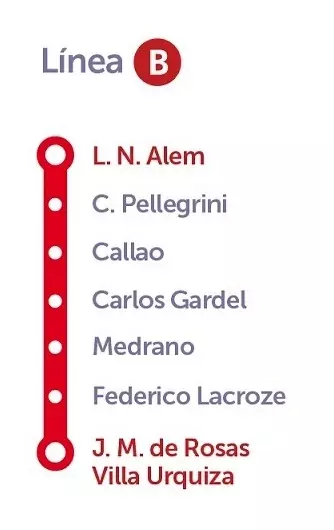 Línea B
L. N. Alem
C. Pellegrini
Callao
Carlos Gardel
Medrano
Federico Lacroze
J. M. de Rosas
Villa Urquiza